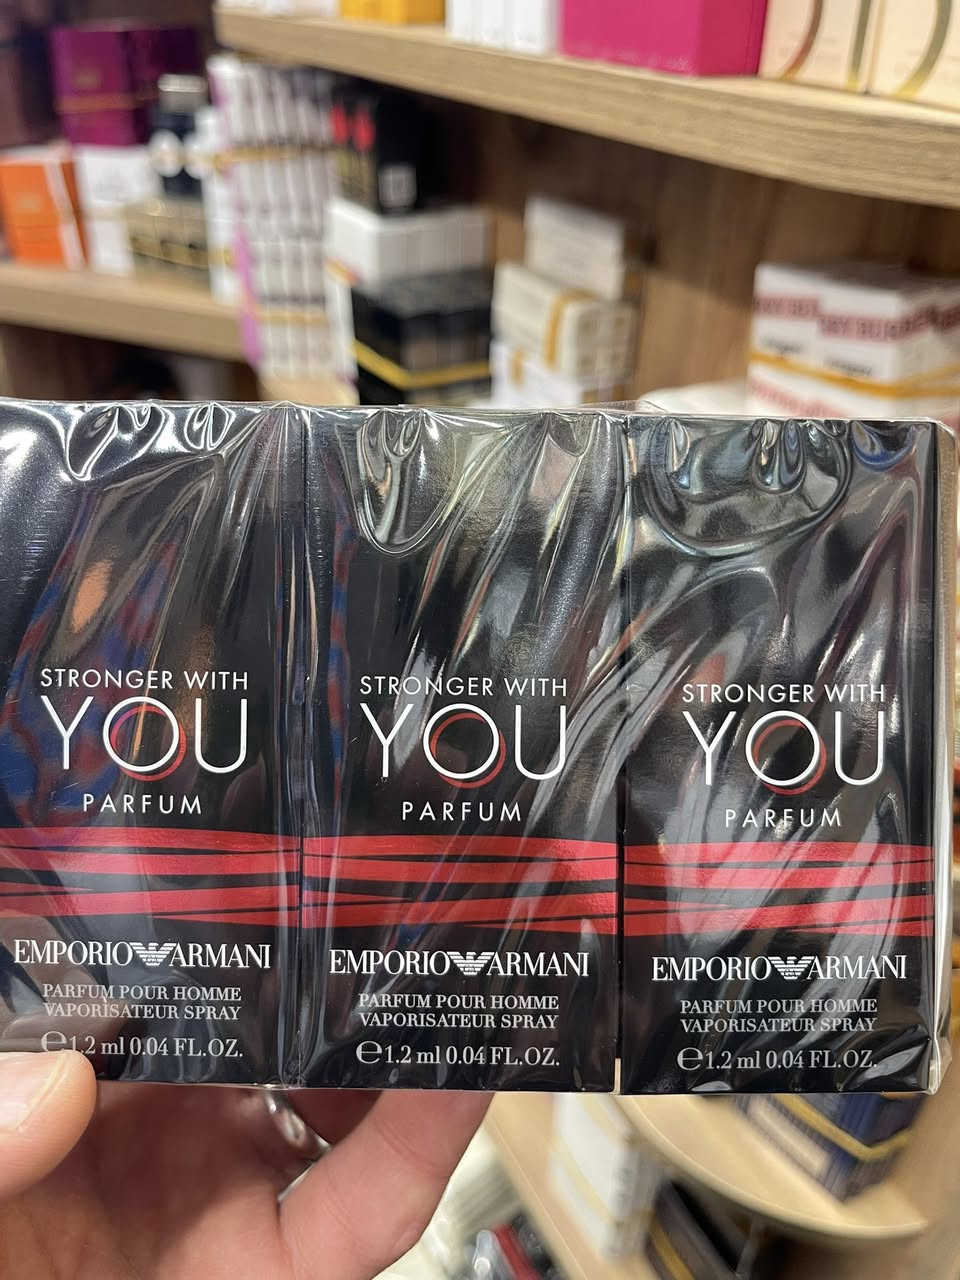 STRONGER WITH
YOU
PARFUM
EMPORIO ARMANI
PARFUM POUR HOMME
VAPORISATEUR SPRAY
℮1.2 ml 0.04 FL.OZ.
STRONGER WITH
YOU
PARFUM
EMPORIO ARMANI
PARFUM POUR HOMME
VAPORISATEUR SPRAY
℮1.2 ml 0.04 FL.OZ.
STRONGER WITH
YOU
PARFUM
EMPORIO ARMANI
PARFUM POUR HOMME
VAPORISATEUR SPRAY
℮1.2 ml 0.04 FL.OZ.